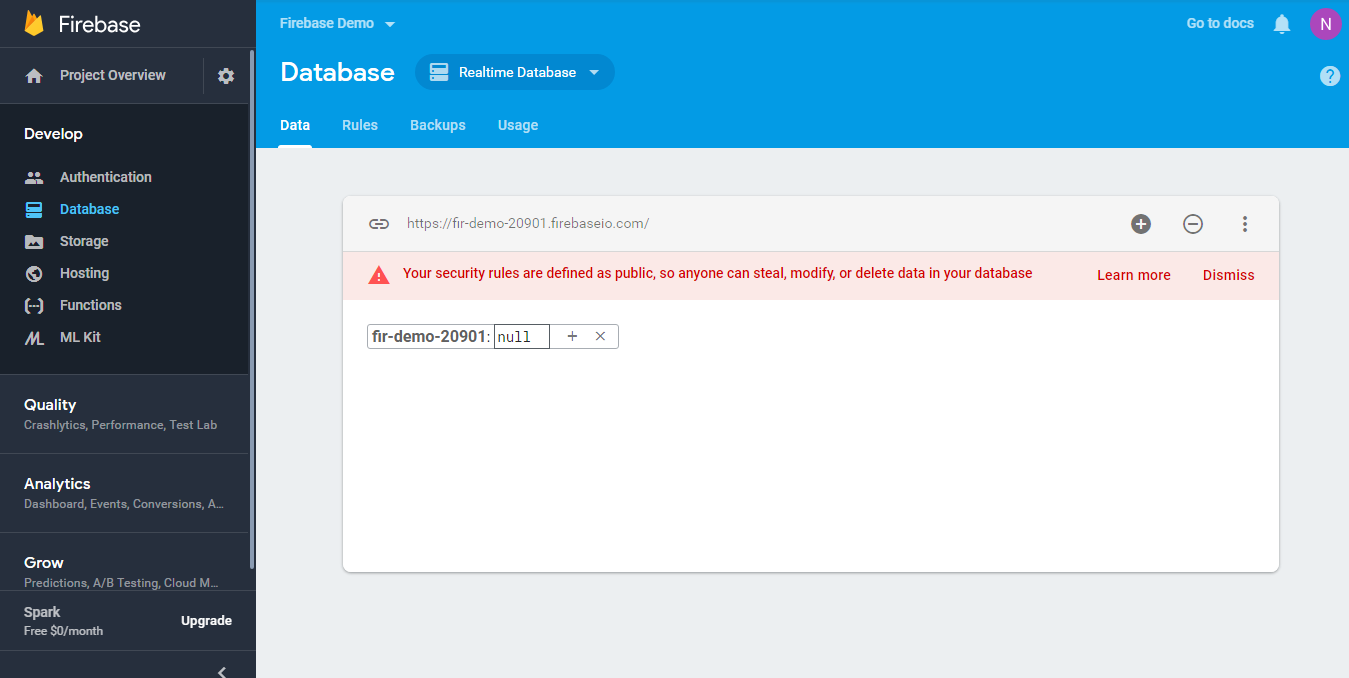 Firebase
Project Overview
Develop
Authentication
Database
Storage
Hosting
Functions
ML Kit
Quality
Crashlytics, Performance, Test Lab
Analytics
Dashboard, Events, Conversions, A...
Grow
Predictions, A/B Testing, Cloud M...
Spark
Free $0/month
Upgrade
Firebase Demo
Go to docs
N
Database
Realtime Database
?
Data Rules Backups Usage
https://fir-demo-20901.firebaseio.com/
Your security rules are defined as public, so anyone can steal, modify, or delete data in your database
Learn more
Dismiss
fir-demo-20901: null